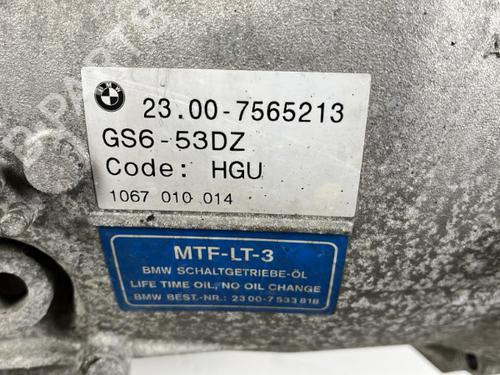 BMW
23.00-7565213
GS6-53DZ
Code: HGU
1067 010 014
MTF-LT-3
BMW SCHALTGETRIEBE-ÖL
LIFE TIME OIL, NO OIL CHANGE
BMW BEST.-NR.: 23 00-7 533 818